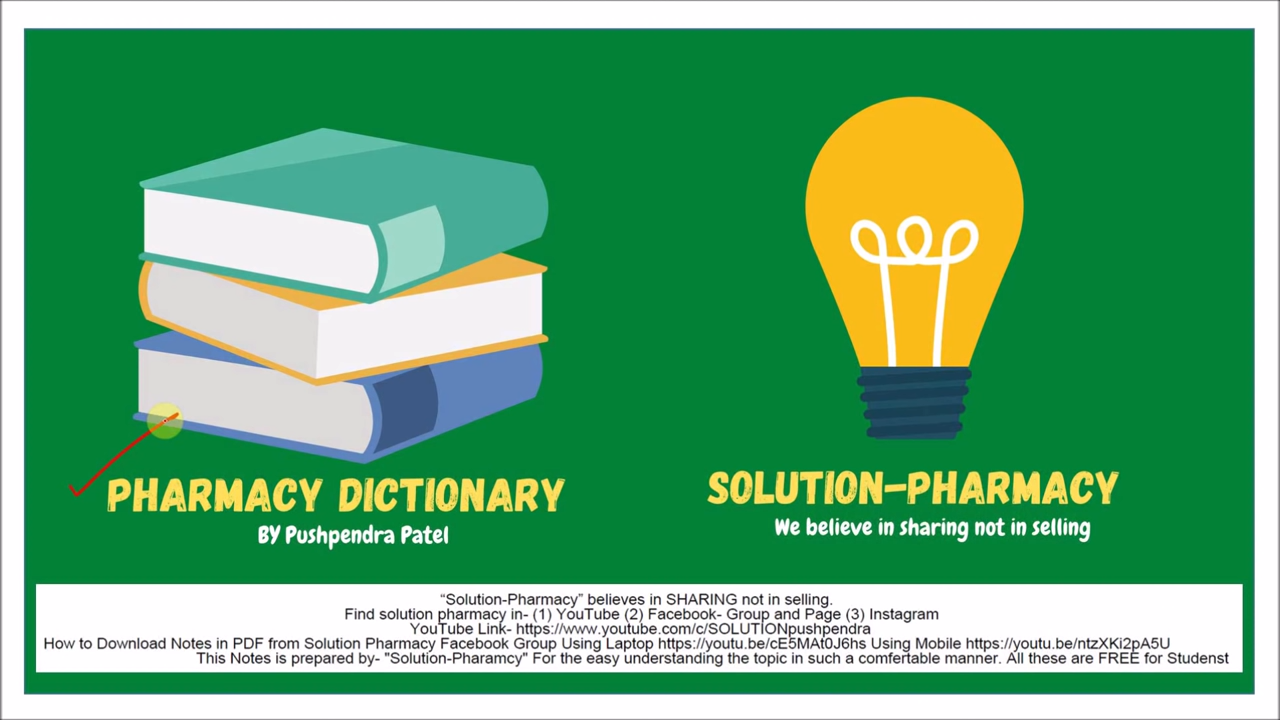 PHARMACY DICTIONARY
BY Pushpendra Patel
SOLUTION-PHARMACY
We believe in sharing not in selling
“Solution-Pharmacy” believes in SHARING not in selling.
Find solution pharmacy in- (1) YouTube (2) Facebook- Group and Page (3) Instagram
YouTube Link- https://www.youtube.com/c/SOLUTIONpushpendra
How to Download Notes in PDF from Solution Pharmacy Facebook Group Using Laptop https://youtu.be/cE5MAt0J6hs Using Mobile https://youtu.be/ntzXKi2pA5U
This Notes is prepared by- "Solution-Pharamcy" For the easy understanding the topic in such a comfertable manner. All these are FREE for Studenst